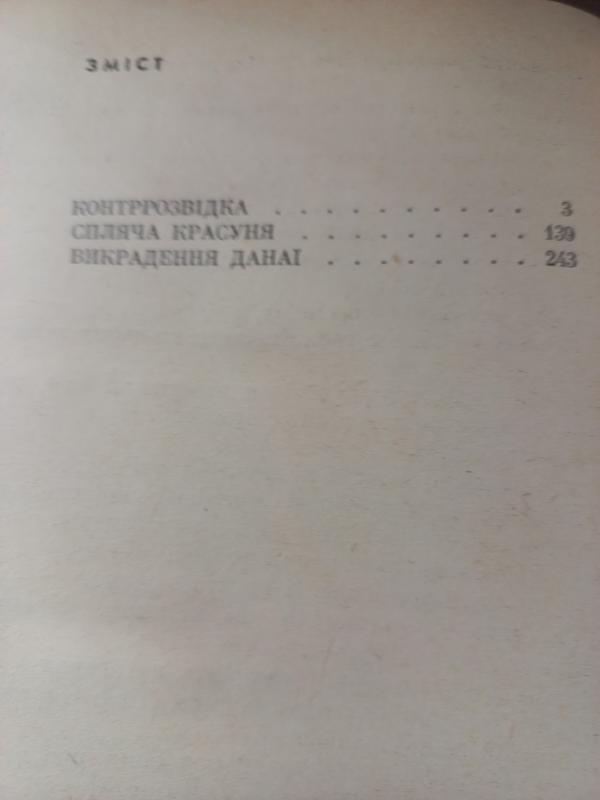 ЗМІСТ
КОНТРРОЗВІДКА . . . . . . . . . . 3
СПЛЯЧА КРАСУНЯ . . . . . . . . . 139
ВИКРАДЕННЯ ДАНАЇ . . . . . . . . 243